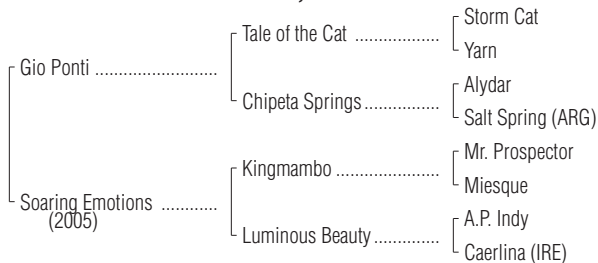 Storm Cat
Tale of the Cat ..................
Yarn
Gio Ponti ..........................
Alydar
Chipeta Springs ................
Salt Spring (ARG)
Mr. Prospector
Kingmambo ......................
Miesque
Soaring Emotions ............
(2005)
A.P. Indy
Luminous Beauty ..............
Caerlina (IRE)